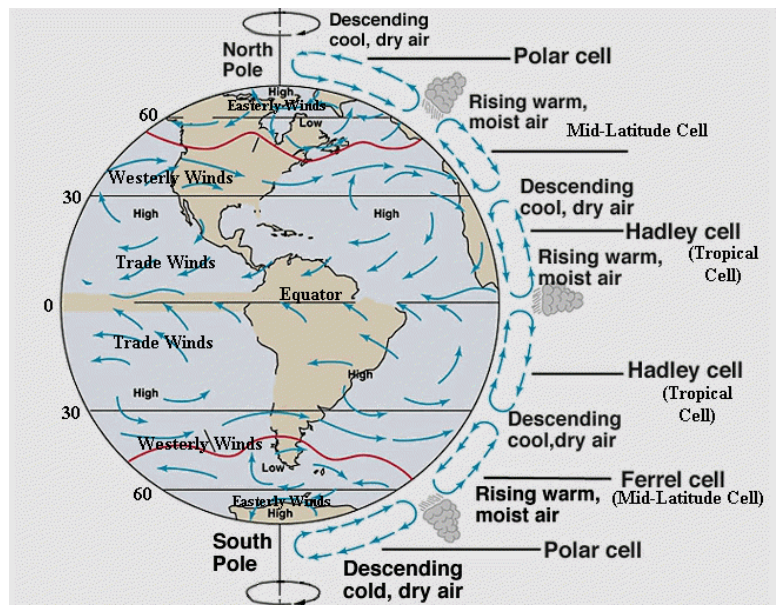 Descending
cool, dry air
North
Pole
Polar cell
High
Easterly Winds
60
Low
Rising warm,
moist air
Mid-Latitude Cell
Westerly Winds
30
High
High
Descending
cool, dry air
Hadley cell
(Tropical
Cell)
Trade Winds
Rising warm,
moist air
Equator
0
Trade Winds
High
High
Hadley cell
(Tropical
Cell)
30
Descending
cool,dry air
Westerly Winds
Low
Ferrel cell
(Mid-Latitude Cell)
60
Easterly Winds
High
Rising warm,
moist air
South
Pole
Polar cell
Descending
cold, dry air